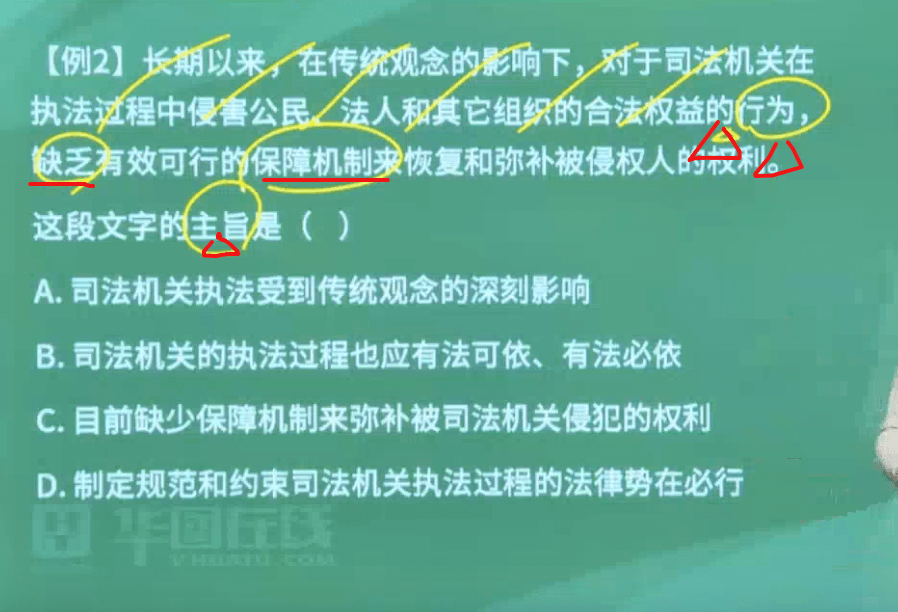 【例2】长期以来，在传统观念的影响下，对于司法机关在
执法过程中侵害公民、法人和其它组织的合法权益的行为，
缺乏有效可行的保障机制来恢复和弥补被侵权人的权利。
这段文字的主旨是（ ）
A. 司法机关执法受到传统观念的深刻影响
B. 司法机关的执法过程也应有法可依、有法必依
C. 目前缺少保障机制来弥补被司法机关侵犯的权利
D. 制定规范和约束司法机关执法过程的法律势在必行
华图在线
V.HUATU.COM